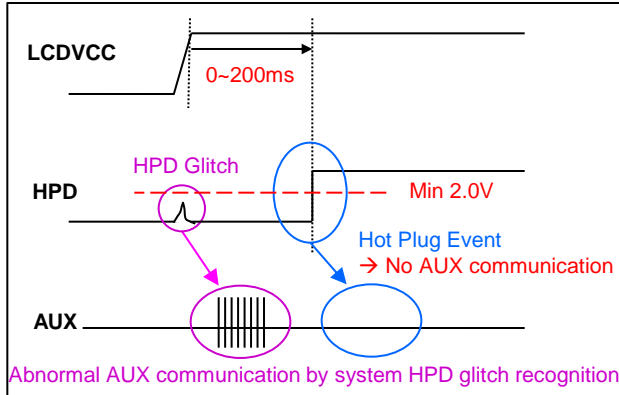 LCDVCC
0~200ms
HPD Glitch
HPD
Min 2.0V
Hot Plug Event
→ No AUX communication
AUX
Abnormal AUX communication by system HPD glitch recognition